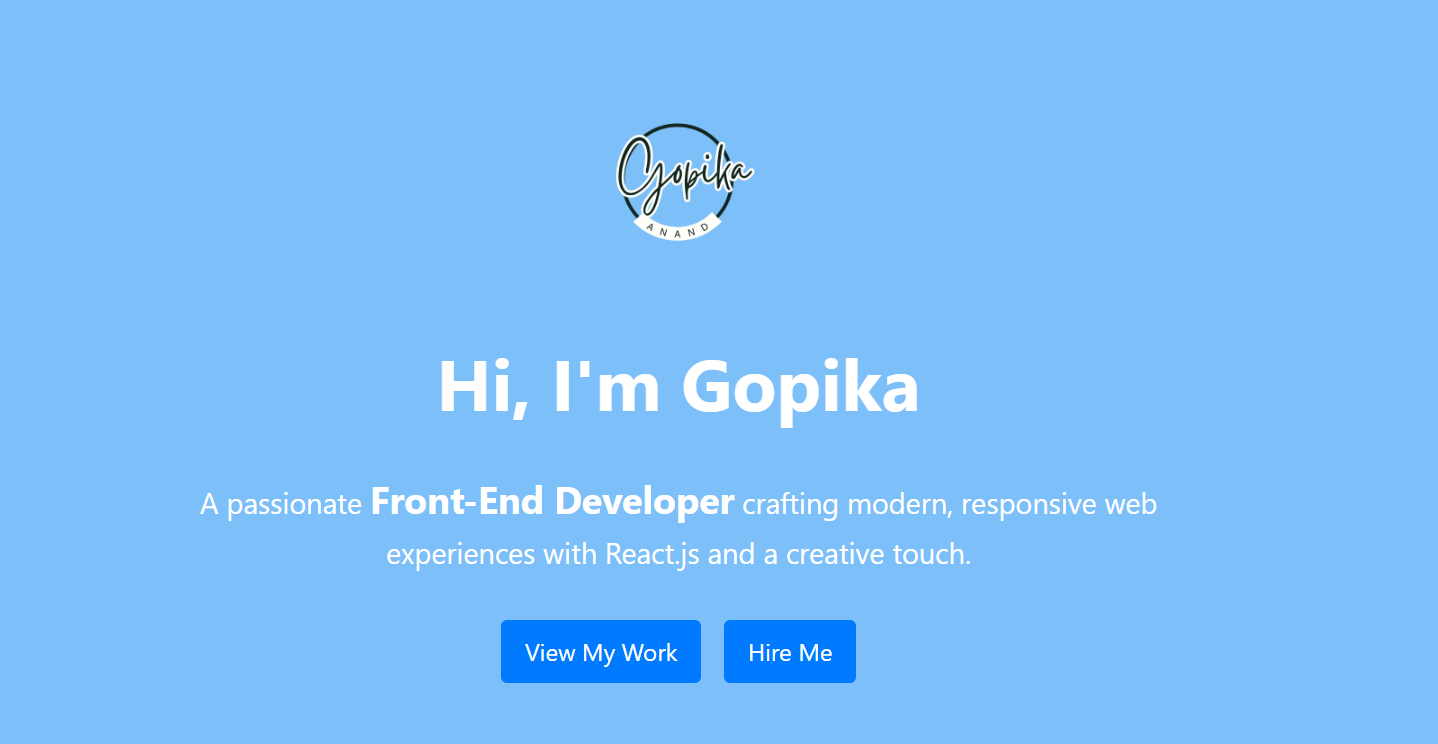 Gopika
ANAND
Hi, I'm Gopika
A passionate Front-End Developer crafting modern, responsive web
experiences with React.js and a creative touch.
View My Work
Hire Me